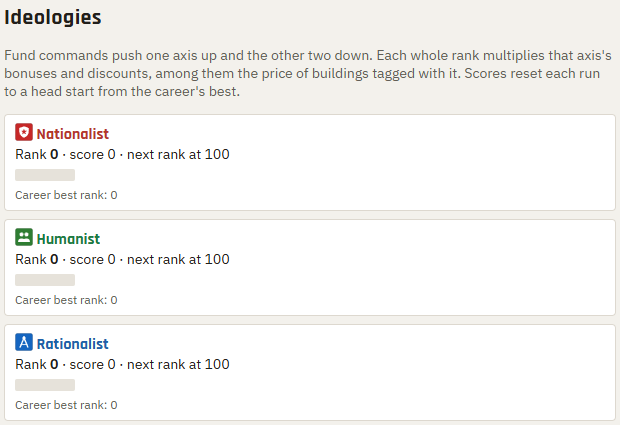 Ideologies
Fund commands push one axis up and the other two down. Each whole rank multiplies that axis's
bonuses and discounts, among them the price of buildings tagged with it. Scores reset each run
to a head start from the career's best.
Nationalist
Rank 0 · score 0 · next rank at 100
Career best rank: 0
Humanist
Rank 0 · score 0 · next rank at 100
Career best rank: 0
Rationalist
Rank 0 · score 0 · next rank at 100
Career best rank: 0